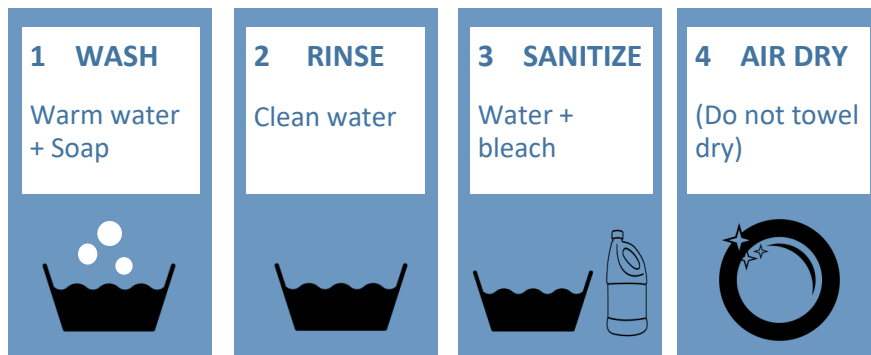 1 WASH
Warm water
+ Soap
2 RINSE
Clean water
3 SANITIZE
Water +
bleach
4 AIR DRY
(Do not towel
dry)